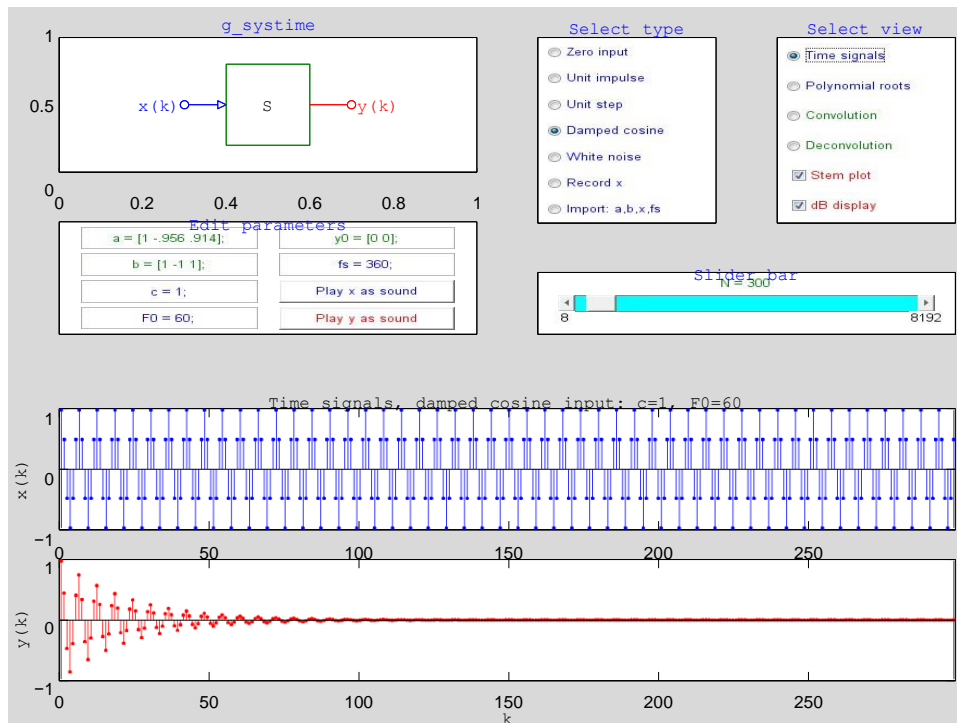 g_systime
1
0.5
0
x(k)
S
y(k)
0 0.2 0.4 0.6 0.8 1
Select type
Zero input
Unit impulse
Unit step
Damped cosine
White noise
Record x
Import: a,b,x,fs
Select view
Time signals
Polynomial roots
Convolution
Deconvolution
Stem plot
dB display
Edit parameters
a = [1 -.956 .914]; y0 = [0 0];
b = [1 -1 1]; fs = 360;
c = 1; Play x as sound
F0 = 60; Play y as sound
Slider bar
N = 300
8 8192
Time signals, damped cosine input: c=1, F0=60
1
0
−1
x(k)
0 50 100 150 200 250
1
0
−1
y(k)
0 50 100 150 200 250
k